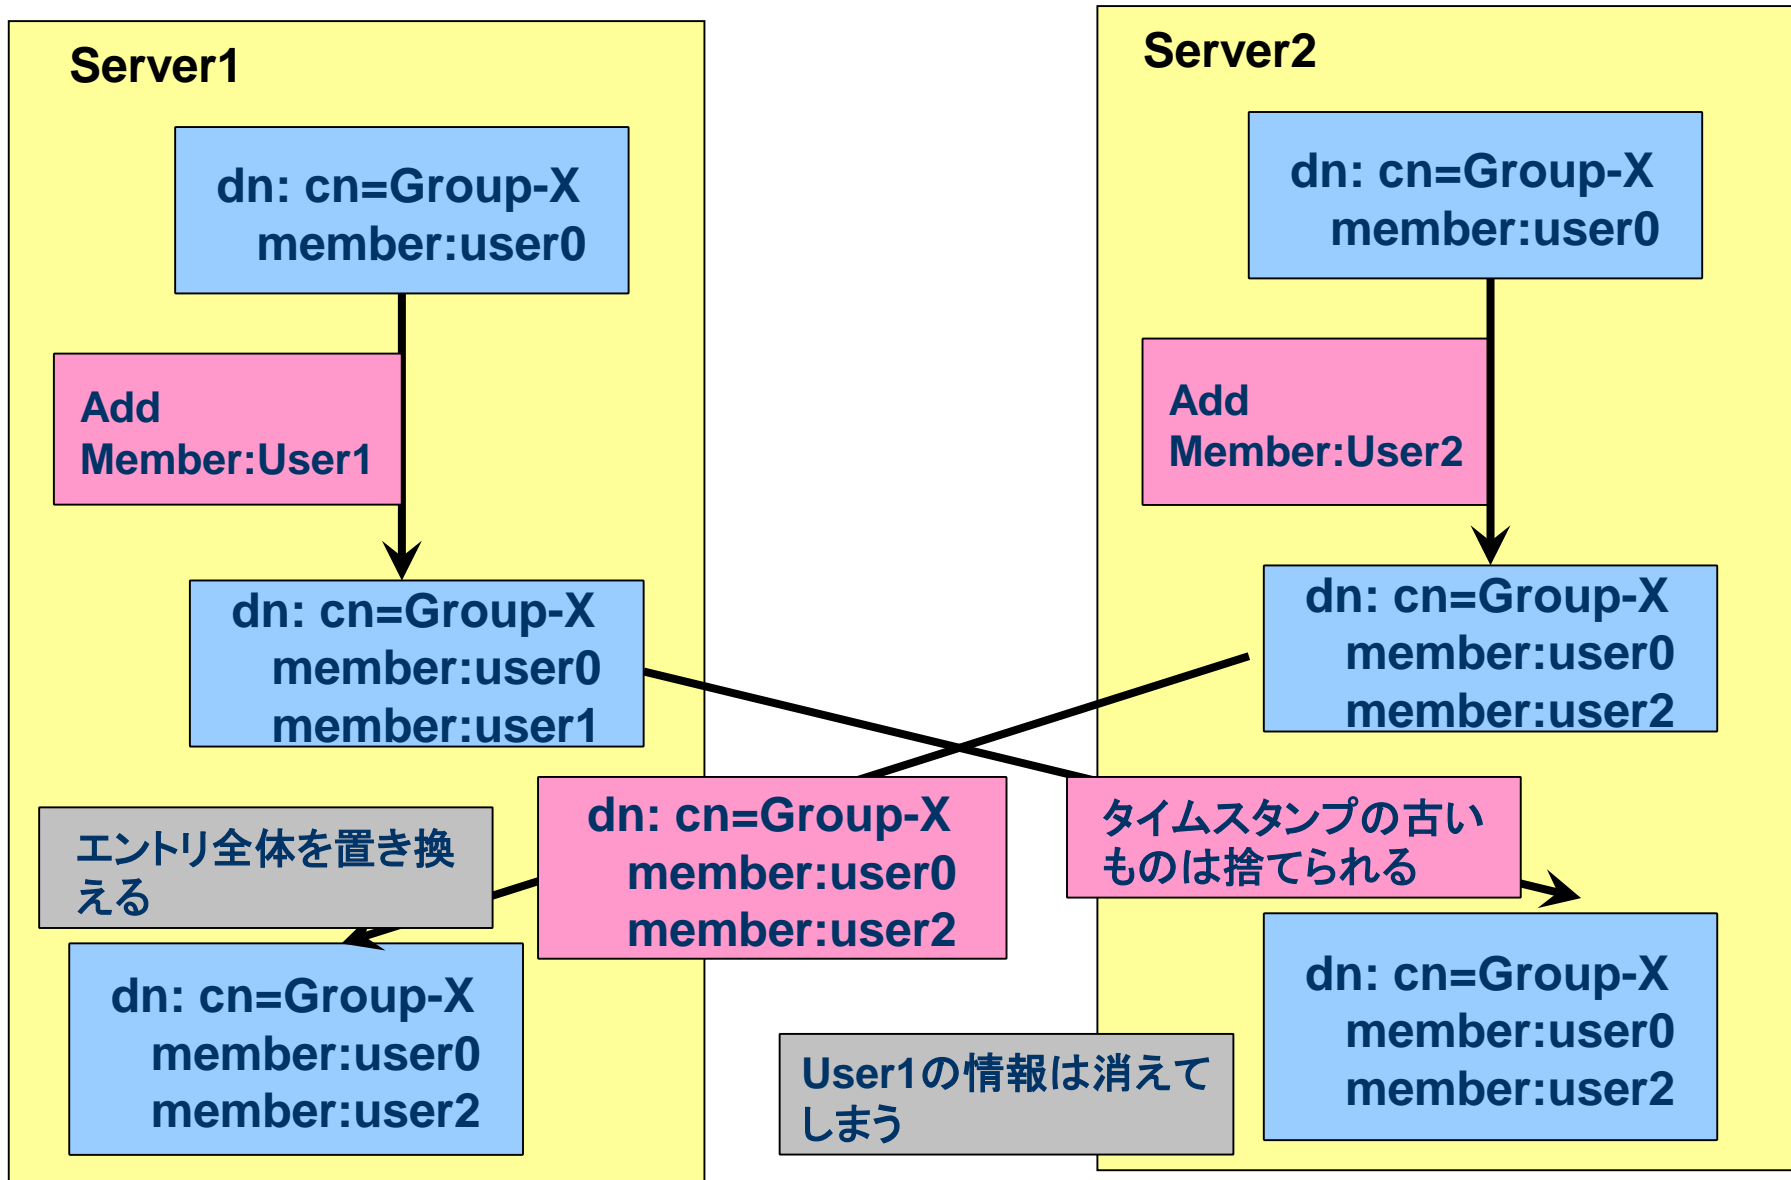 Server1
dn: cn=Group-X
member:user0
Add
Member:User1
dn: cn=Group-X
member:user0
member:user1
エントリ全体を置き換
える
dn: cn=Group-X
member:user0
member:user2
dn: cn=Group-X
member:user0
member:user2
Server2
dn: cn=Group-X
member:user0
Add
Member:User2
dn: cn=Group-X
member:user0
member:user2
タイムスタンプの古い
ものは捨てられる
dn: cn=Group-X
member:user0
member:user2
User1の情報は消えて
しまう